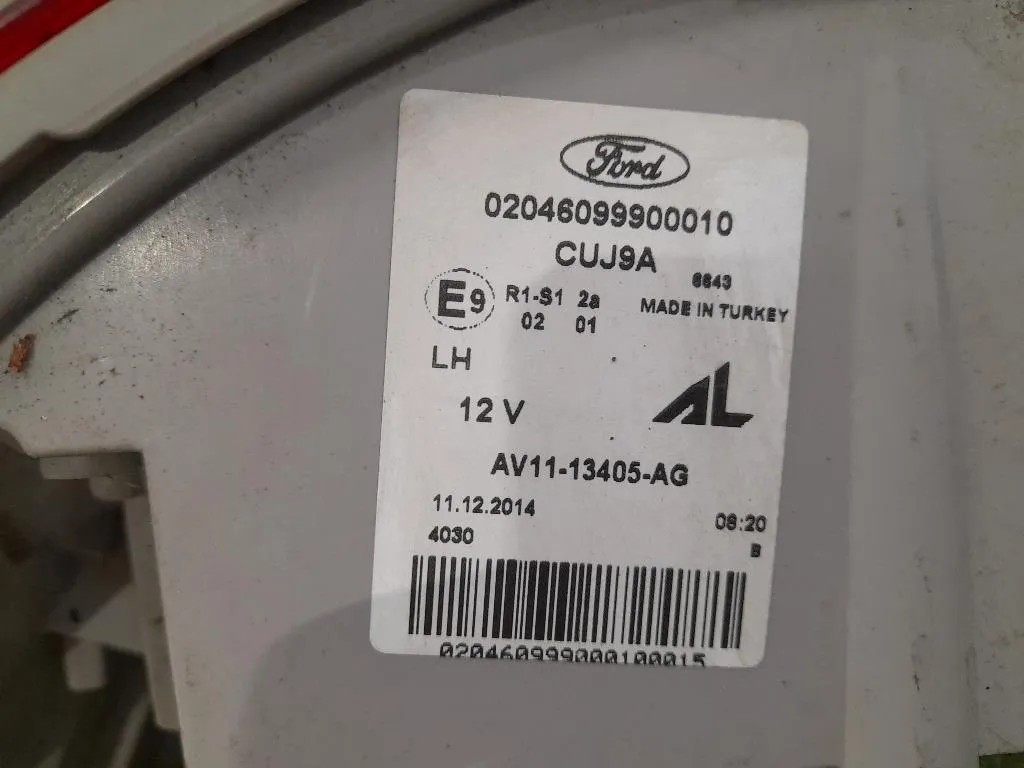 Ford
02046099900010
CUJ9A
6643
E9 R1-S1 2a MADE IN TURKEY
02 01
LH
12 V
AL
AV11-13405-AG
11.12.2014 08:20
4030 B
020460999000100015